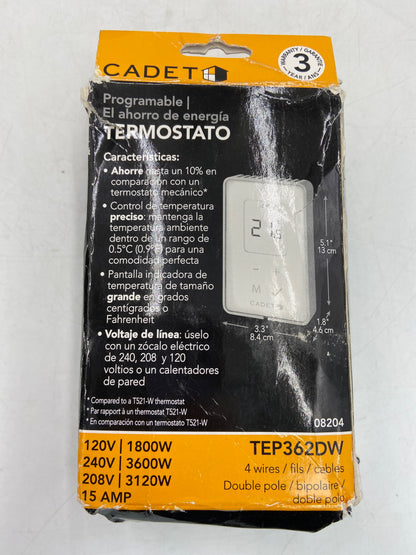 CADET
WARRANTY / GARANTIE
3
YEAR / ANS
Programable |
El ahorro de energía
TERMOSTATO
Características:
• Ahorre hasta un 10% en
comparación con un
termostato mecánico*
• Control de temperatura
preciso: mantenga la
temperatura ambiente
dentro de un rango de
0.5°C (0.9°F) para una
comodidad perfecta
• Pantalla indicadora de
temperatura de tamaño
grande en grados
centígrados o
Fahrenheit
• Voltaje de línea: úselo
con un zócalo eléctrico
de 240, 208 y 120
voltios o un calentadores
de pared
-
M
CADET
5.1"
13 cm
3.3"
8.4 cm
1.8"
4.6 cm
* Compared to a T521-W thermostat
* Par rapport à un thermostat T521-W
* En comparación con un termostato T521-W
08204
120V | 1800W
240V | 3600W
208V | 3120W
15 AMP
TEP362DW
4 wires / fils / cables
Double pole / bipolaire /
doble polo